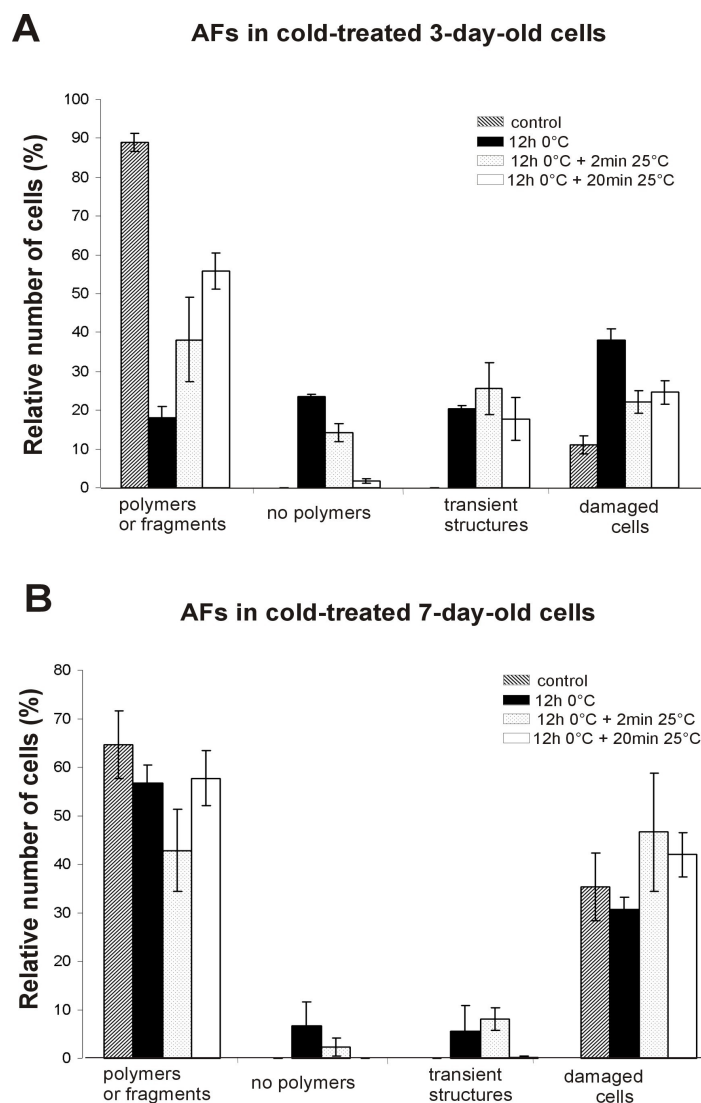 A
AFs in cold-treated 3-day-old cells
Relative number of cells (%)
100
90
80
70
60
50
40
30
20
10
0
control
12h 0°C
12h 0°C + 2min 25°C
12h 0°C + 20min 25°C
polymers
or fragments
no polymers
transient
structures
damaged
cells
B
AFs in cold-treated 7-day-old cells
Relative number of cells (%)
80
70
60
50
40
30
20
10
0
control
12h 0°C
12h 0°C + 2min 25°C
12h 0°C + 20min 25°C
polymers
or fragments
no polymers
transient
structures
damaged
cells